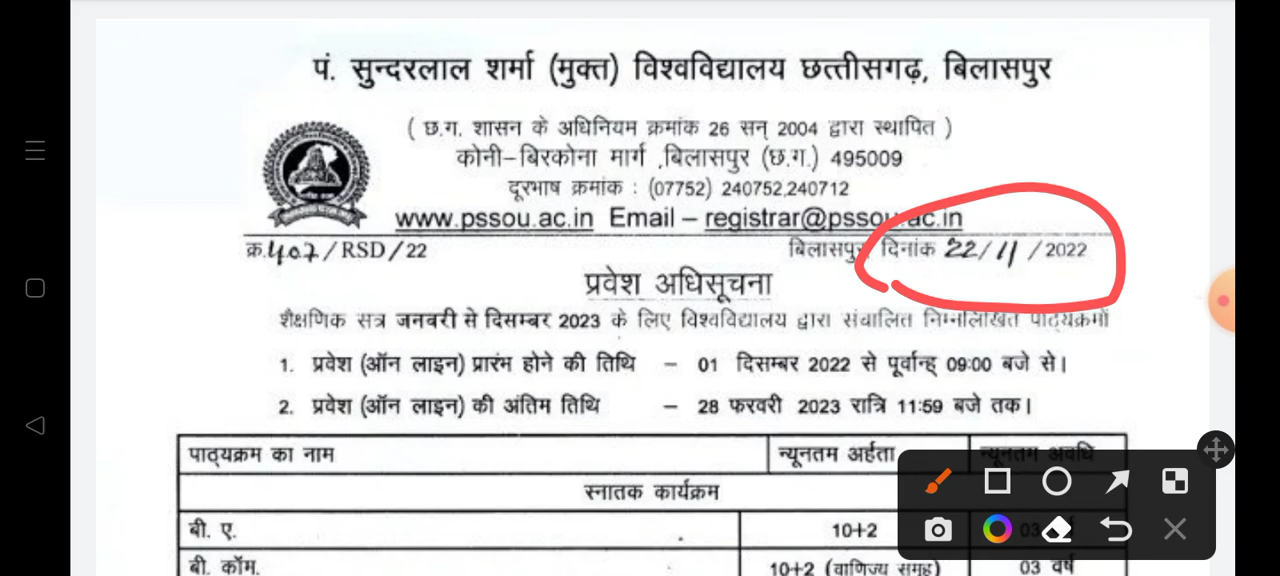 पं. सुन्दरलाल शर्मा (मुक्त) विश्वविद्यालय छत्तीसगढ़, बिलासपुर
( छ.ग. शासन के अधिनियम क्रमांक 26 सन् 2004 द्वारा स्थापित )
कोनी–बिरकोना मार्ग ,बिलासपुर (छ.ग.) 495009
दूरभाष क्रमांक : (07752) 240752,240712
www.pssou.ac.in Email – registrar@pssou.ac.in
क्र.407/RSD/22 बिलासपुर, दिनांक 22/11/2022
प्रवेश अधिसूचना
शैक्षणिक सत्र जनबरी से दिसम्बर 2023 के लिए विश्वविद्यालय द्वारा संचालित निम्नलिखित पाठ्यक्रमों
1. प्रवेश (ऑन लाइन) प्रारंभ होने की तिथि – 01 दिसम्बर 2022 से पूर्वान्ह् 09:00 बजे से।
2. प्रवेश (ऑन लाइन) की अंतिम तिथि – 28 फरवरी 2023 रात्रि 11:59 बजे तक।
पाठ्यक्रम का नाम न्यूनतम अर्हता न्यूनतम अवधि
स्नातक कार्यक्रम
बी. ए. 10+2 03
बी. कॉम. 10+2 (वाणिज्य समूह) 03 वर्ष